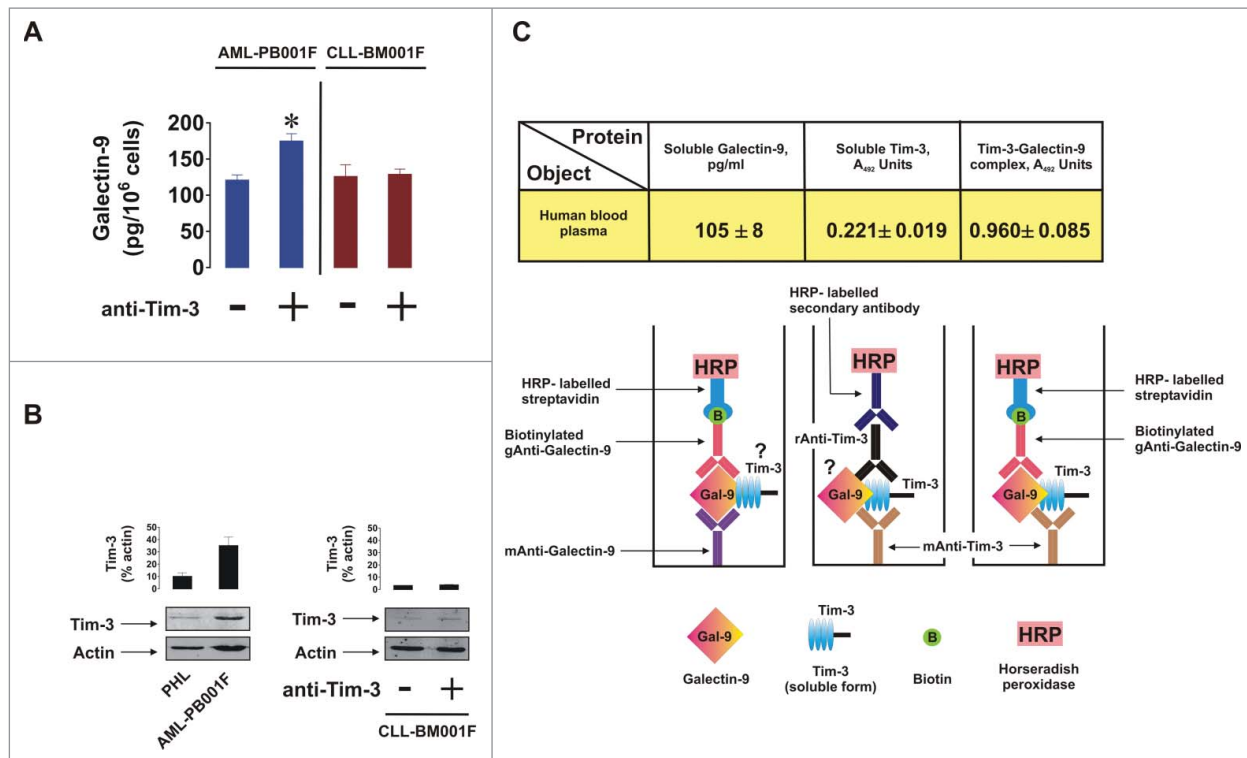 A
AML-PB001F CLL-BM001F
Galectin-9
(pg/10⁶ cells)
200
150
100
50
0
*
anti-Tim-3 - + - +
B
Tim-3
(% actin)
50
40
30
20
10
0
Tim-3
Actin
PHL
AML-PB001F
Tim-3
(% actin)
50
40
30
20
10
0
Tim-3
Actin
anti-Tim-3 - +
CLL-BM001F
C
Protein
Object
Soluble Galectin-9,
pg/ml
Soluble Tim-3,
A₄₉₂ Units
Tim-3-Galectin-9
complex, A₄₉₂ Units
Human blood
plasma
105 ± 8
0.221± 0.019
0.960± 0.085
HRP- labelled
secondary antibody
HRP
HRP
HRP
HRP- labelled
streptavidin
B
Biotinylated
gAnti-Galectin-9
?
Tim-3
Gal-9
mAnti-Galectin-9
rAnti-Tim-3
?
Tim-3
Gal-9
mAnti-Tim-3
HRP- labelled
streptavidin
B
Biotinylated
gAnti-Galectin-9
Tim-3
Gal-9
Gal-9
Galectin-9
Tim-3
Tim-3
(soluble form)
B
Biotin
HRP
Horseradish
peroxidase